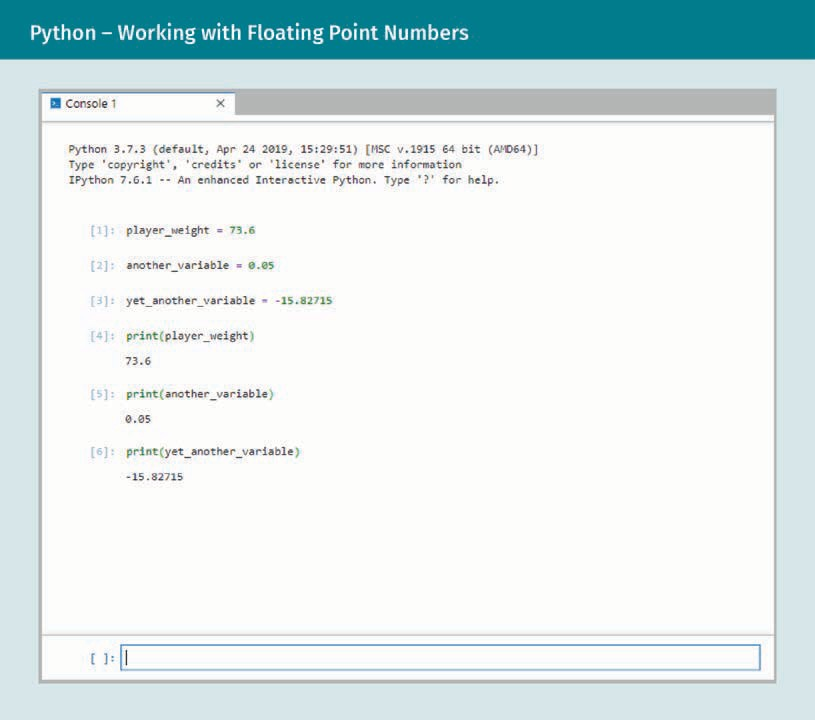 Python – Working with Floating Point Numbers
Console 1
Python 3.7.3 (default, Apr 24 2019, 15:29:51) [MSC v.1915 64 bit (AMD64)]
Type 'copyright', 'credits' or 'license' for more information
IPython 7.6.1 -- An enhanced Interactive Python. Type '?' for help.
[1]: player_weight = 73.6
[2]: another_variable = 0.05
[3]: yet_another_variable = -15.82715
[4]: print(player_weight)
73.6
[5]: print(another_variable)
0.05
[6]: print(yet_another_variable)
-15.82715
[ ]: